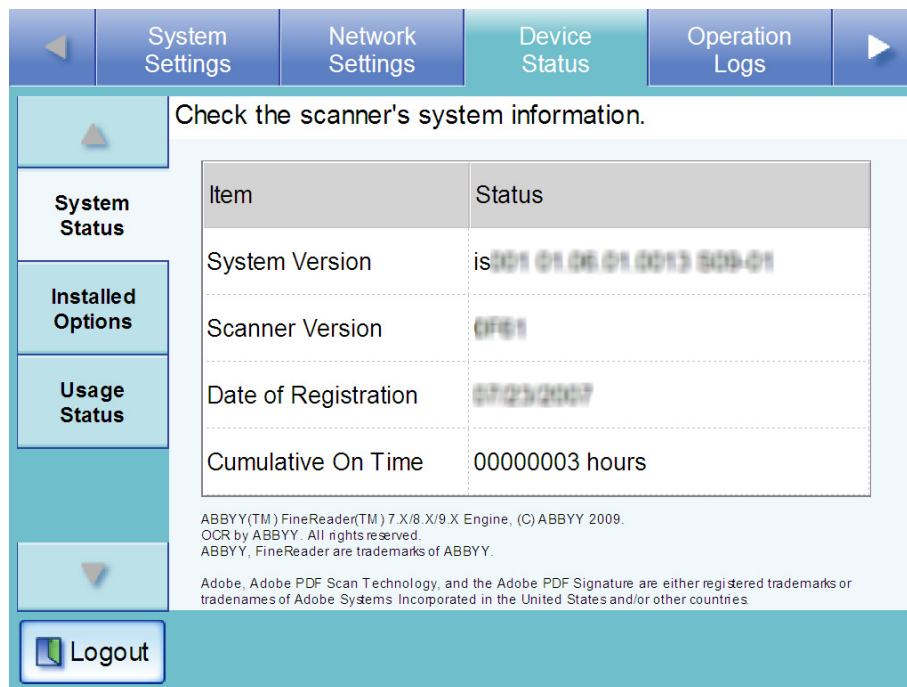 System Settings
Network Settings
Device Status
Operation Logs
Check the scanner's system information.
System Status
Installed Options
Usage Status
Item Status
System Version is
Scanner Version
Date of Registration
Cumulative On Time 00000003 hours
ABBYY(TM) FineReader(TM) 7.X/8.X/9.X Engine, (C) ABBYY 2009.
OCR by ABBYY. All rights reserved.
ABBYY, FineReader are trademarks of ABBYY.
Adobe, Adobe PDF Scan Technology, and the Adobe PDF Signature are either registered trademarks or
tradenames of Adobe Systems Incorporated in the United States and/or other countries.
Logout